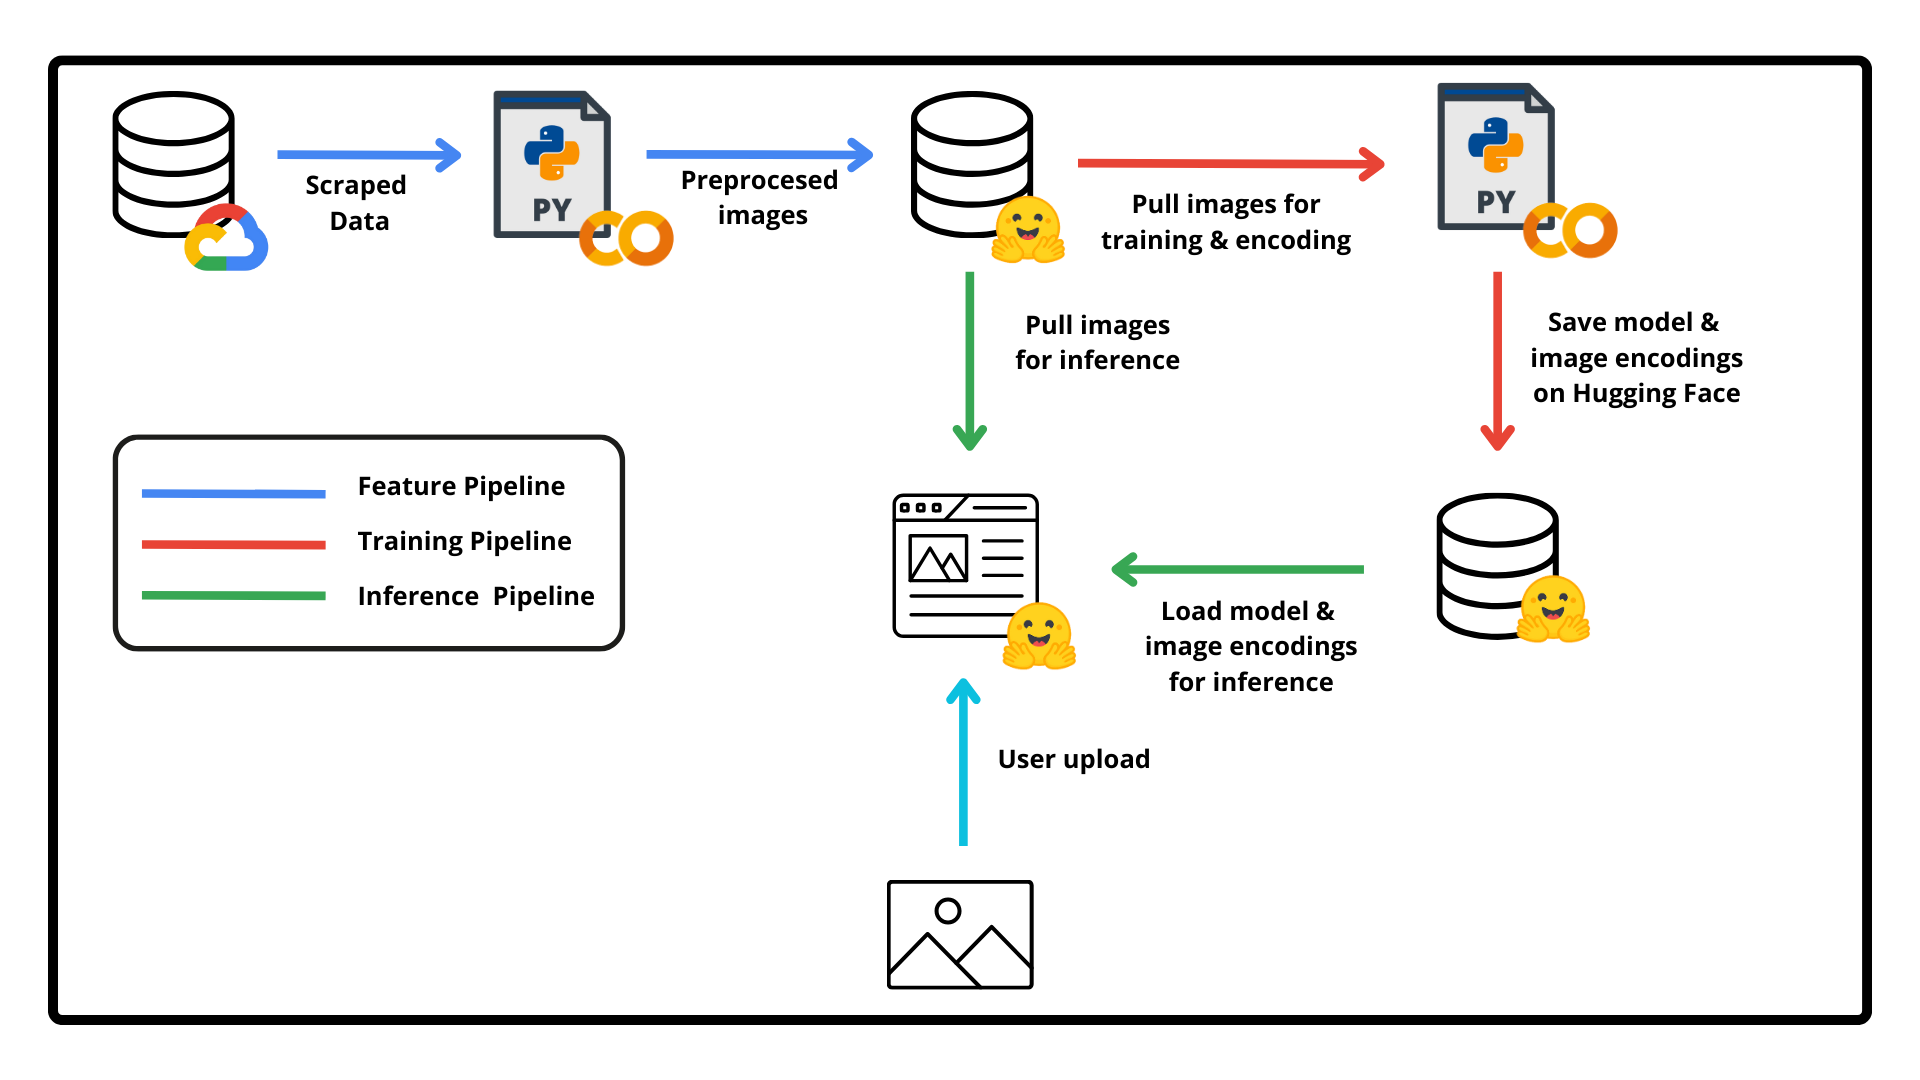 Scraped
Data
PY
Preprocesed
images
Pull images for
training & encoding
PY
Pull images
for inference
Save model &
image encodings
on Hugging Face
Feature Pipeline
Training Pipeline
Inference  Pipeline
Load model &
image encodings
for inference
User upload